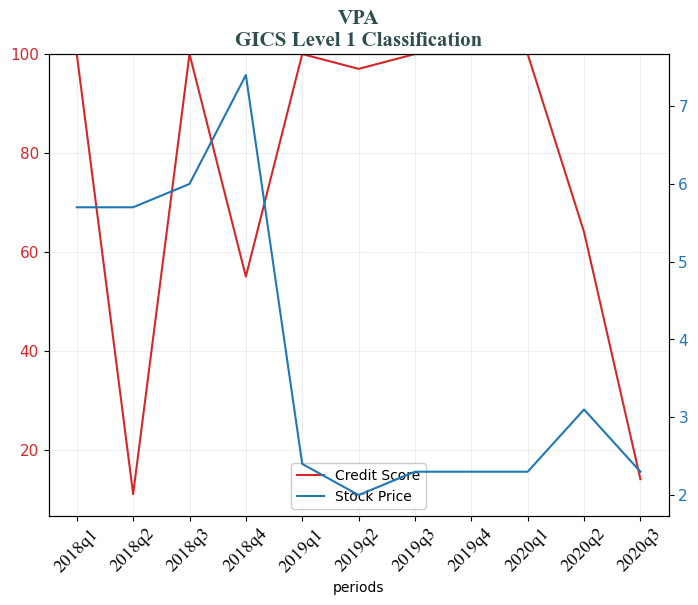 VPA
GICS Level 1 Classification
100
80
60
40
20
7
6
5
4
3
2
Credit Score
Stock Price
2018q1
2018q2
2018q3
2018q4
2019q1
2019q2
2019q3
2019q4
2020q1
2020q2
2020q3
periods